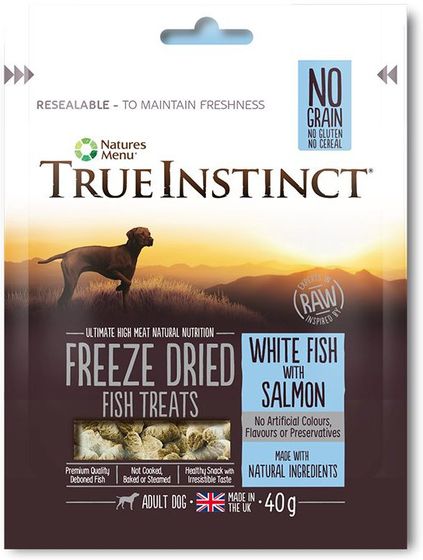 RESEALABLE - TO MAINTAIN FRESHNESS
NO
GRAIN
NO GLUTEN
NO CEREAL
Natures
Menu®
TRUE INSTINCT®
EXPERTS IN
RAW
INSPIRED BY
ULTIMATE HIGH MEAT NATURAL NUTRITION
FREEZE DRIED
FISH TREATS
WHITE FISH
WITH
SALMON
No Artificial Colours,
Flavours or Preservatives
MADE WITH
NATURAL INGREDIENTS
Premium Quality
Deboned Fish
Not Cooked,
Baked or Steamed
Healthy Snack with
Irresistible Taste
ADULT DOG • MADE IN THE UK • 40g